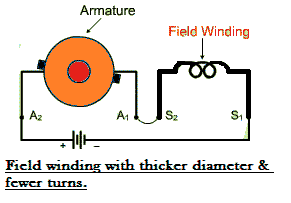 Armature
Field Winding
A2 A1 S2 S1
+ -
Field winding with thicker diameter &
fewer turns.